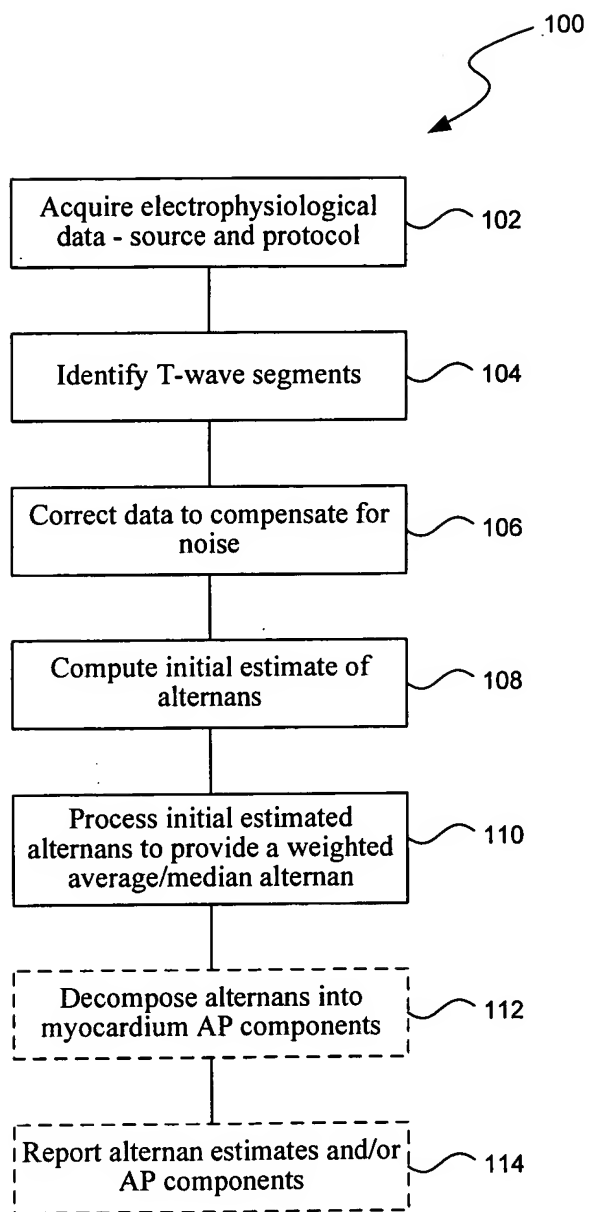 100
Acquire electrophysiological
data - source and protocol
102
Identify T-wave segments
104
Correct data to compensate for
noise
106
Compute initial estimate of
alternans
108
Process initial estimated
alternans to provide a weighted
average/median alternan
110
Decompose alternans into
myocardium AP components
112
Report alternan estimates and/or
AP components
114